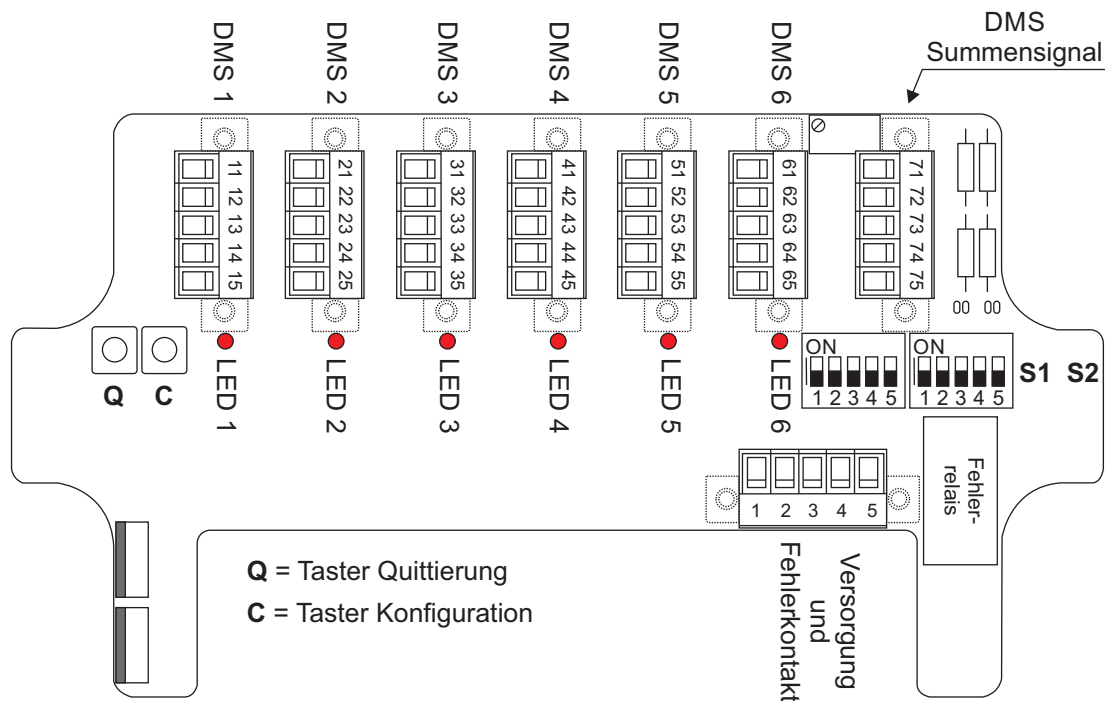 DMS 1
DMS 2
DMS 3
DMS 4
DMS 5
DMS 6
DMS
Summensignal
11
12
13
14
15
21
22
23
24
25
31
32
33
34
35
41
42
43
44
45
51
52
53
54
55
61
62
63
64
65
71
72
73
74
75
Q
C
LED 1
LED 2
LED 3
LED 4
LED 5
LED 6
ON
1 2 3 4 5
ON
1 2 3 4 5
S1 S2
Fehler-
relais
1 2 3 4 5
Versorgung
und
Fehlerkontakt
Q = Taster Quittierung
C = Taster Konfiguration